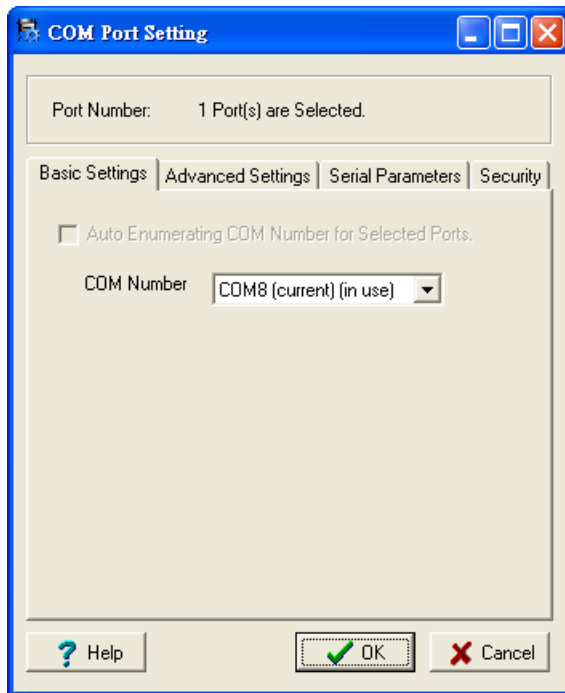 COM Port Setting
Port Number: 1 Port(s) are Selected.
Basic Settings Advanced Settings Serial Parameters Security
Auto Enumerating COM Number for Selected Ports.
COM Number COM8 (current) (in use)
Help OK Cancel